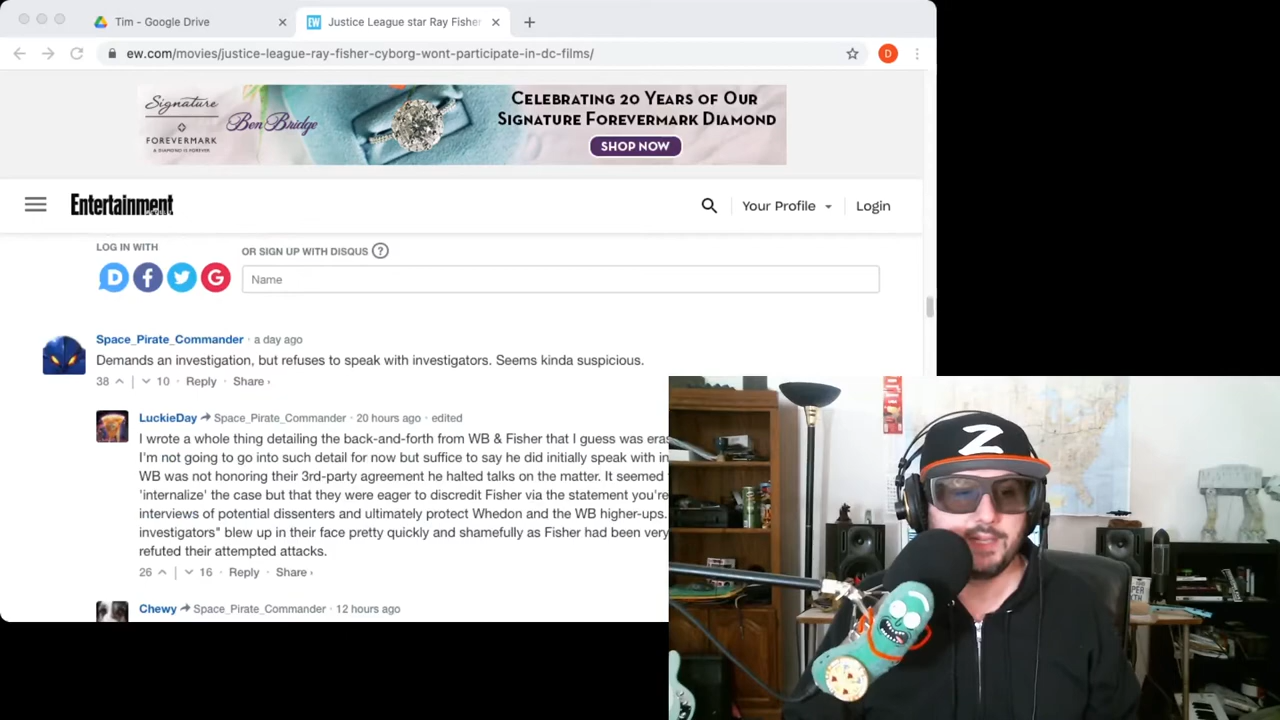 Tim - Google Drive
EW
Justice League star Ray Fisher
ew.com/movies/justice-league-ray-fisher-cyborg-wont-participate-in-dc-films/
D
Signature
FOREVERMARK
A DIAMOND IS FOREVER
Ben Bridge
CELEBRATING 20 YEARS OF OUR
SIGNATURE FOREVERMARK DIAMOND
SHOP NOW
Entertainment
Your Profile
Login
LOG IN WITH
OR SIGN UP WITH DISQUS ?
D f G
Name
Space_Pirate_Commander · a day ago
Demands an investigation, but refuses to speak with investigators. Seems kinda suspicious.
38 | 10 · Reply · Share ›
LuckieDay Space_Pirate_Commander · 20 hours ago · edited
I wrote a whole thing detailing the back-and-forth from WB & Fisher that I guess was eras
I'm not going to go into such detail for now but suffice to say he did initially speak with in
WB was not honoring their 3rd-party agreement he halted talks on the matter. It seemed
'internalize' the case but that they were eager to discredit Fisher via the statement you're
interviews of potential dissenters and ultimately protect Whedon and the WB higher-ups.
investigators" blew up in their face pretty quickly and shamefully as Fisher had been very
refuted their attempted attacks.
26 | 16 · Reply · Share ›
Chewy Space_Pirate_Commander · 12 hours ago
Z